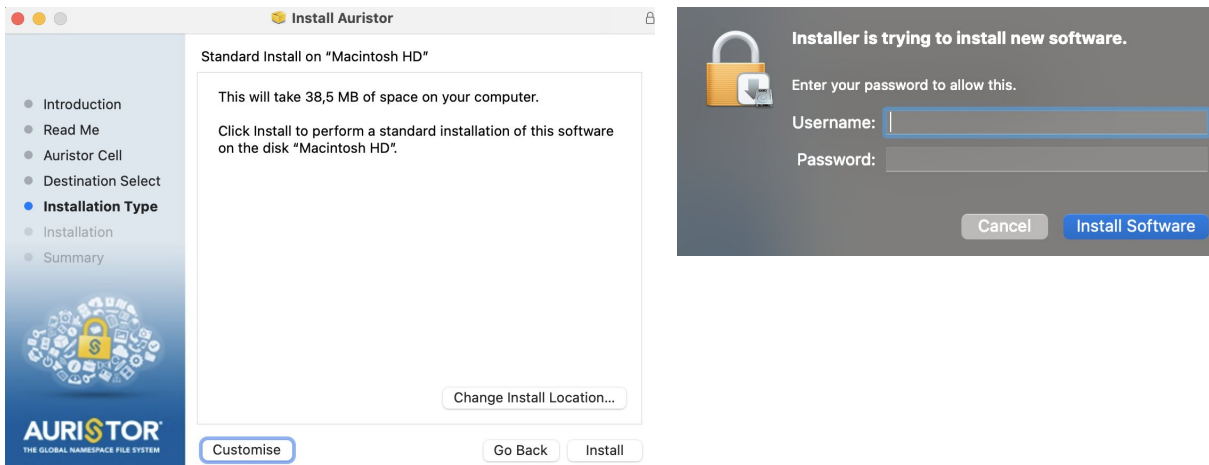 Install Auristor
Standard Install on “Macintosh HD”
Introduction
Read Me
Auristor Cell
Destination Select
Installation Type
Installation
Summary
This will take 38,5 MB of space on your computer.
Click Install to perform a standard installation of this software
on the disk “Macintosh HD”.
Change Install Location...
AURISTOR
THE GLOBAL NAMESPACE FILE SYSTEM
Customise
Go Back
Install
Installer is trying to install new software.
Enter your password to allow this.
Username:
Password:
Cancel
Install Software